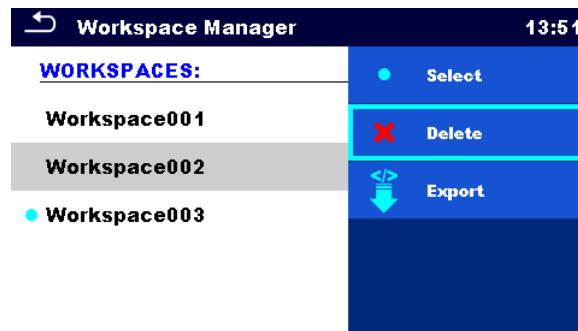 Workspace Manager 13:51
WORKSPACES:
Workspace001
Workspace002
Workspace003
Select
Delete
</>
Export